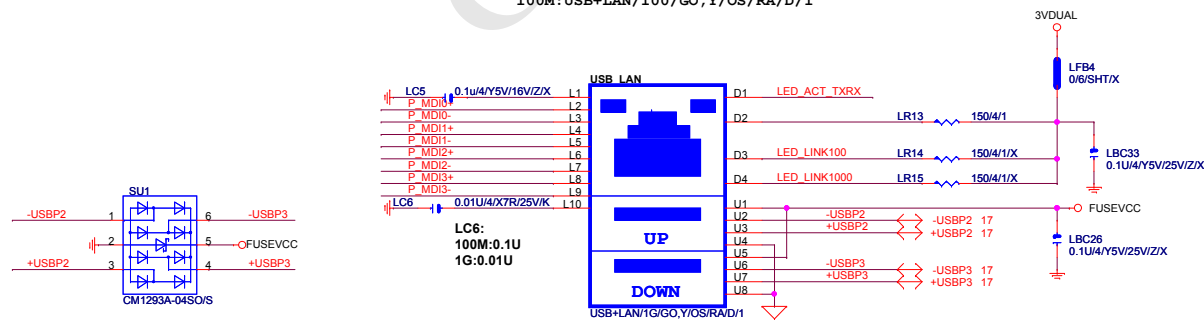 100M:USB+LAN/100/GO,Y/OS/RA/D/1
3VDUAL
LFB4
0/6/SHT/X
USB_LAN
LC5 0.1u/4/Y5V/16V/Z/X L1
P_MDI0+ L2
P_MDI0- L3
P_MDI1+ L4
P_MDI1- L5
P_MDI2+ L6
P_MDI2- L7
P_MDI3+ L8
P_MDI3- L9
LC6 0.01U/4/X7R/25V/K L10
LC6:
100M:0.1U
1G:0.01U
UP
DOWN
USB+LAN/1G/GO,Y/OS/RA/D/1
D1 LED_ACT_TXRX
D2 LR13 150/4/1
D3 LED_LINK100 LR14 150/4/1/X
D4 LED_LINK1000 LR15 150/4/1/X
LBC33
0.1U/4/Y5V/25V/Z/X
U1 FUSEVCC
U2 -USBP2 -USBP2 17
U3 +USBP2 +USBP2 17
U4
U5
U6 -USBP3 -USBP3 17
U7 +USBP3 +USBP3 17
U8
LBC26
0.1U/4/Y5V/25V/Z/X
SU1
-USBP2 1 6 -USBP3
2 5 FUSEVCC
+USBP2 3 4 +USBP3
CM1293A-04SO/S